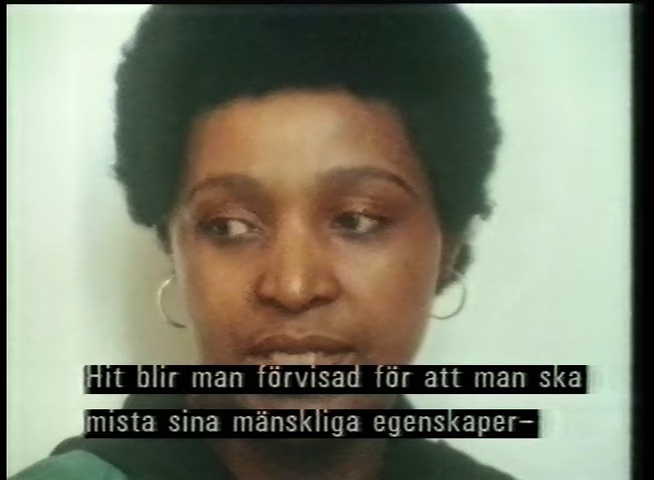 Hit blir man förvisad för att man ska
mista sina mänskliga egenskaper–